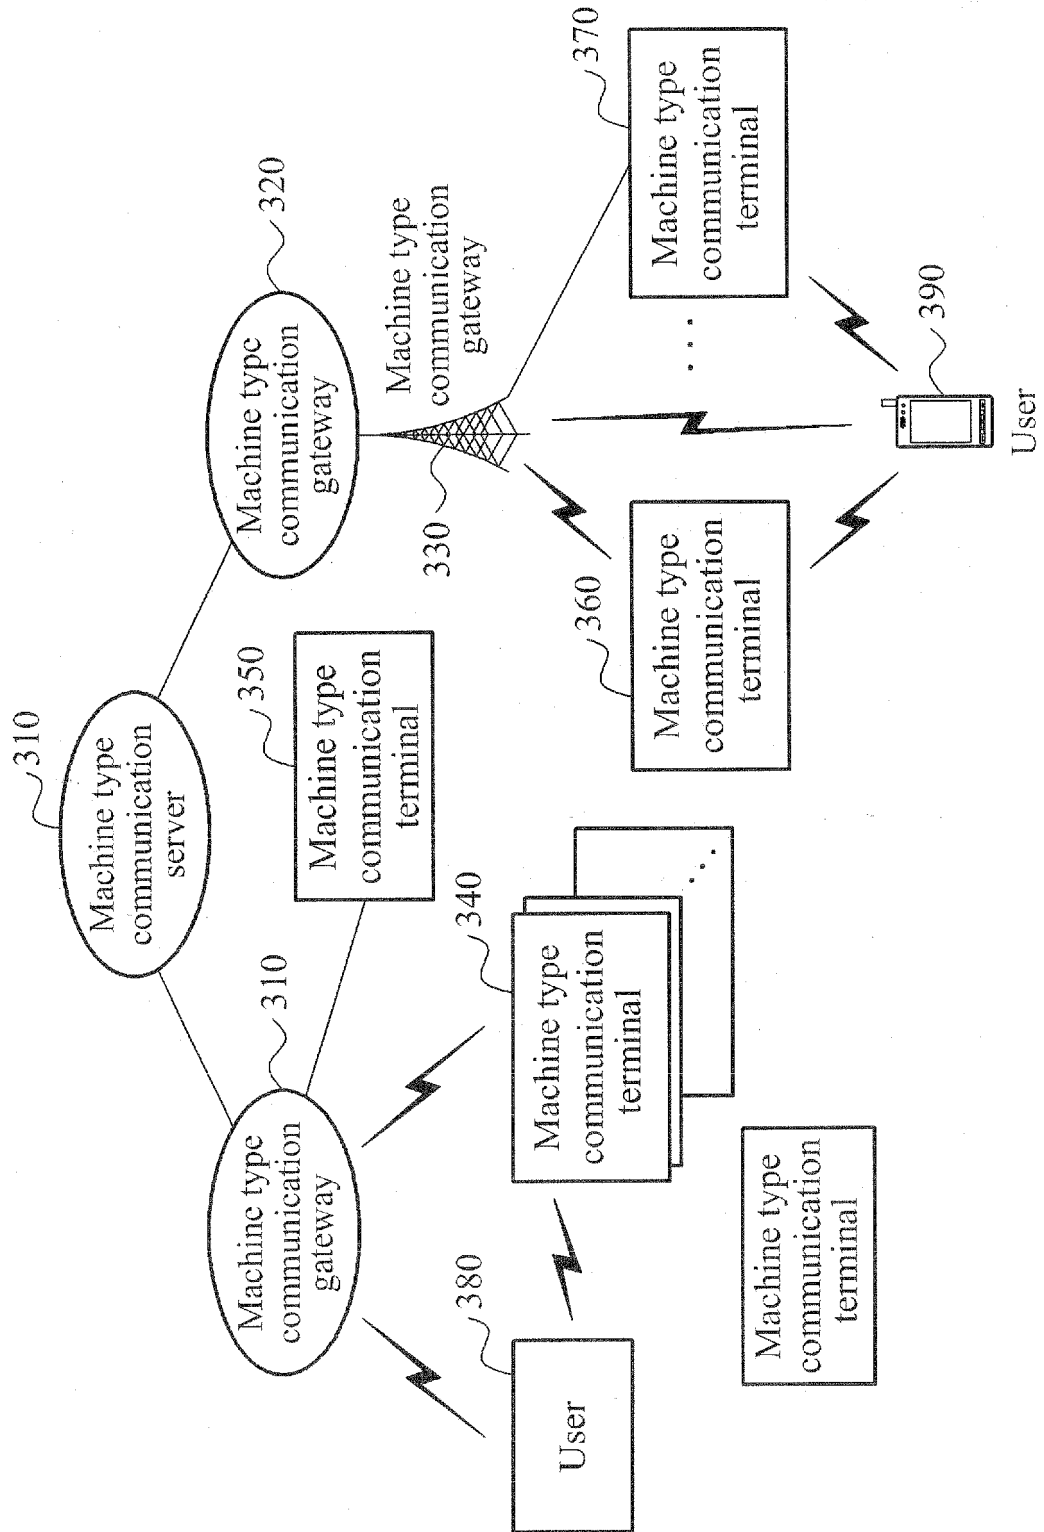 310
Machine type
communication
server
310
Machine type
communication
gateway
350
Machine type
communication
terminal
320
Machine type
communication
gateway
330
Machine type
communication
gateway
380
User
340
Machine type
communication
terminal
360
Machine type
communication
terminal
. . .
370
Machine type
communication
terminal
Machine type
communication
terminal
390
User